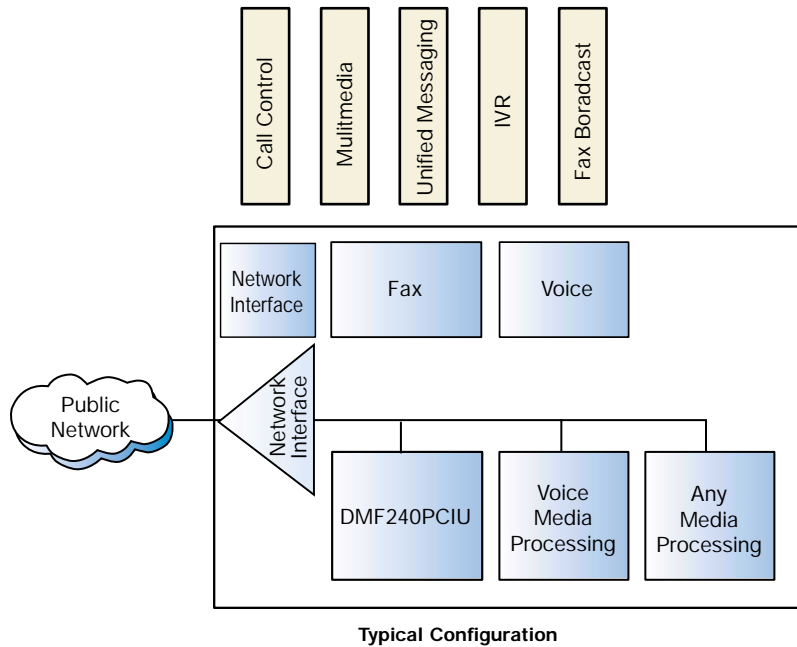 Call Control
Mulitmedia
Unified Messaging
IVR
Fax Boradcast
Network
Interface
Fax
Voice
Public
Network
Network
Interface
DMF240PCIU
Voice
Media
Processing
Any
Media
Processing
Typical Configuration